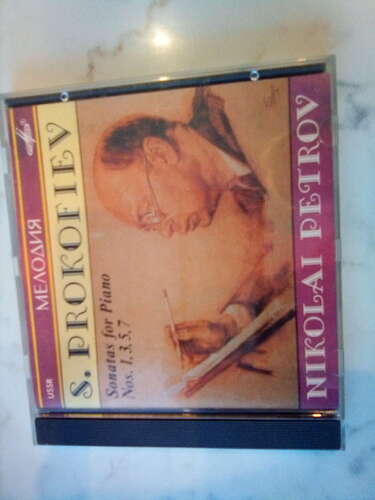 USSR
МЕЛОДИЯ
S. PROKOFIEV
Sonatas for Piano
Nos. 1, 3, 5, 7
NIKOLAI PETROV